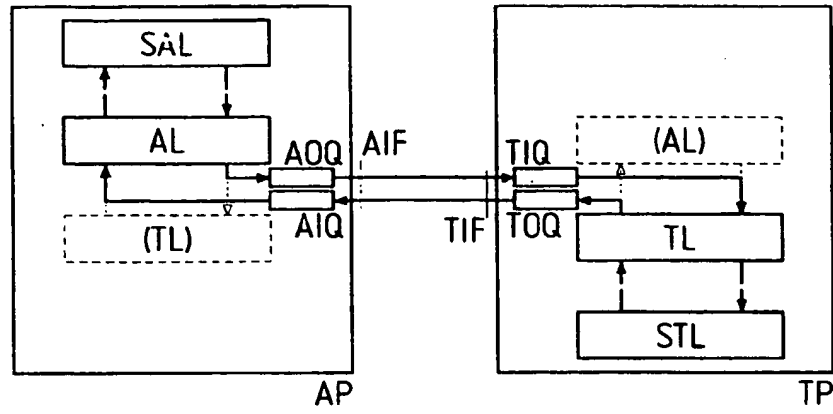 SAL
AL
AOQ
AIF
TIQ
(AL)
(TL)
AIQ
TIF
TOQ
TL
STL
AP
TP